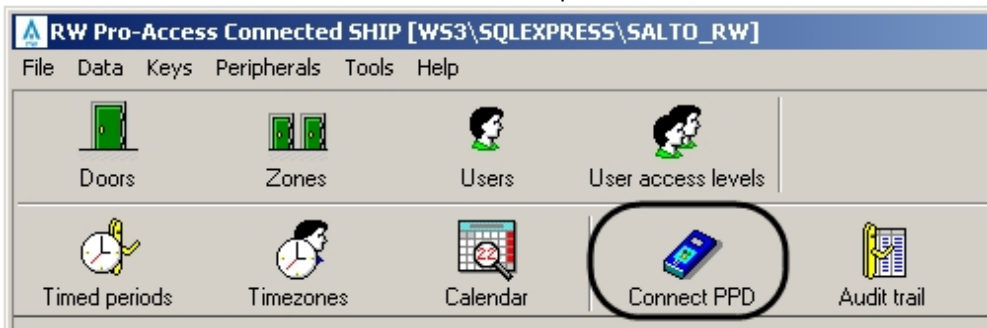 RW Pro-Access Connected SHIP [WS3\SQLEXPRESS\SALTO_RW]
File Data Keys Peripherals Tools Help
Doors Zones Users User access levels
22
Timed periods Timezones Calendar Connect PPD Audit trail